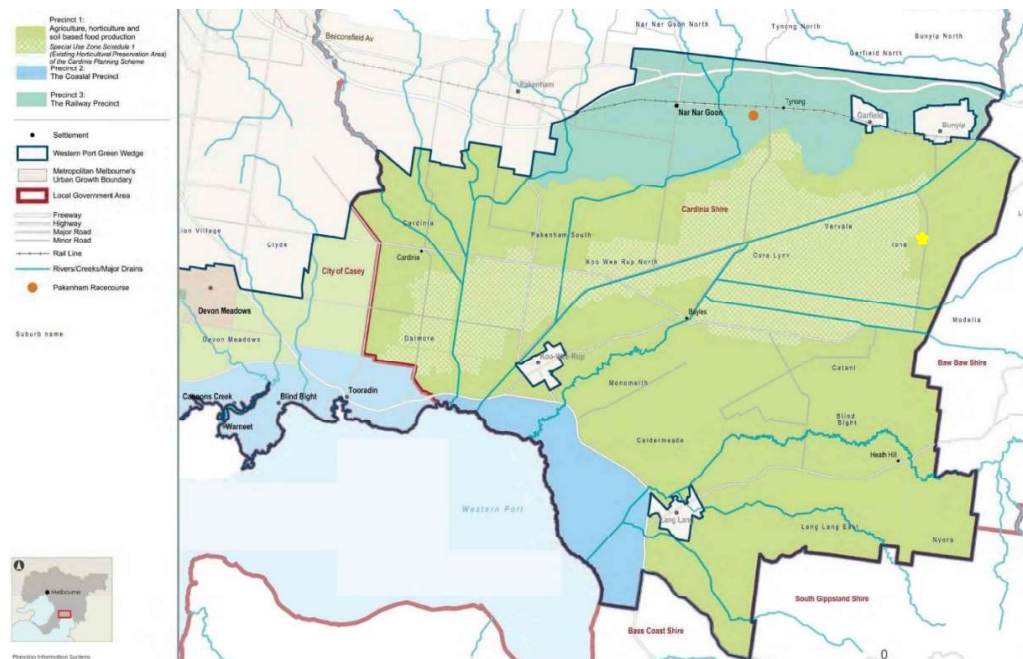 Precinct 1:
Agriculture, horticulture and
soil based food production
Special Use Zone Schedule 1
(Existing Horticultural Preservation Area)
of the Cardinia Planning Scheme
Precinct 2:
The Coastal Precinct
Precinct 3:
The Railway Precinct
Settlement
Western Port Green Wedge
Metropolitan Melbourne's
Urban Growth Boundary
Local Government Area
Freeway
Highway
Major Road
Minor Road
Rail Line
Rivers/Creeks/Major Drains
Pakenham Racecourse
Suburb name
Melbourne
Planning Information Systems
Beaconsfield Av
Nar Nar Goon North
Tynong North
Bunyip North
Garfield North
Pakenham
Nar Nar Goon
Tynong
Garfield
Bunyip
Cardinia
Cardinia Shire
Vervale
Iona
Pakenham South
Clyde
Cardinia
Koo Wee Rup North
Cora Lynn
City of Casey
Devon Meadows
Bayles
Modella
Devon Meadows
Dalmore
Koo-Wee-Rup
Baw Baw Shire
Catani
Monomeith
Tooradin
Cannons Creek
Blind Bight
Blind
Bight
Warneet
Caldermeade
Heath Hill
Western Port
Lang Lang
Lang Lang East
Nyora
South Gippsland Shire
Bass Coast Shire
0